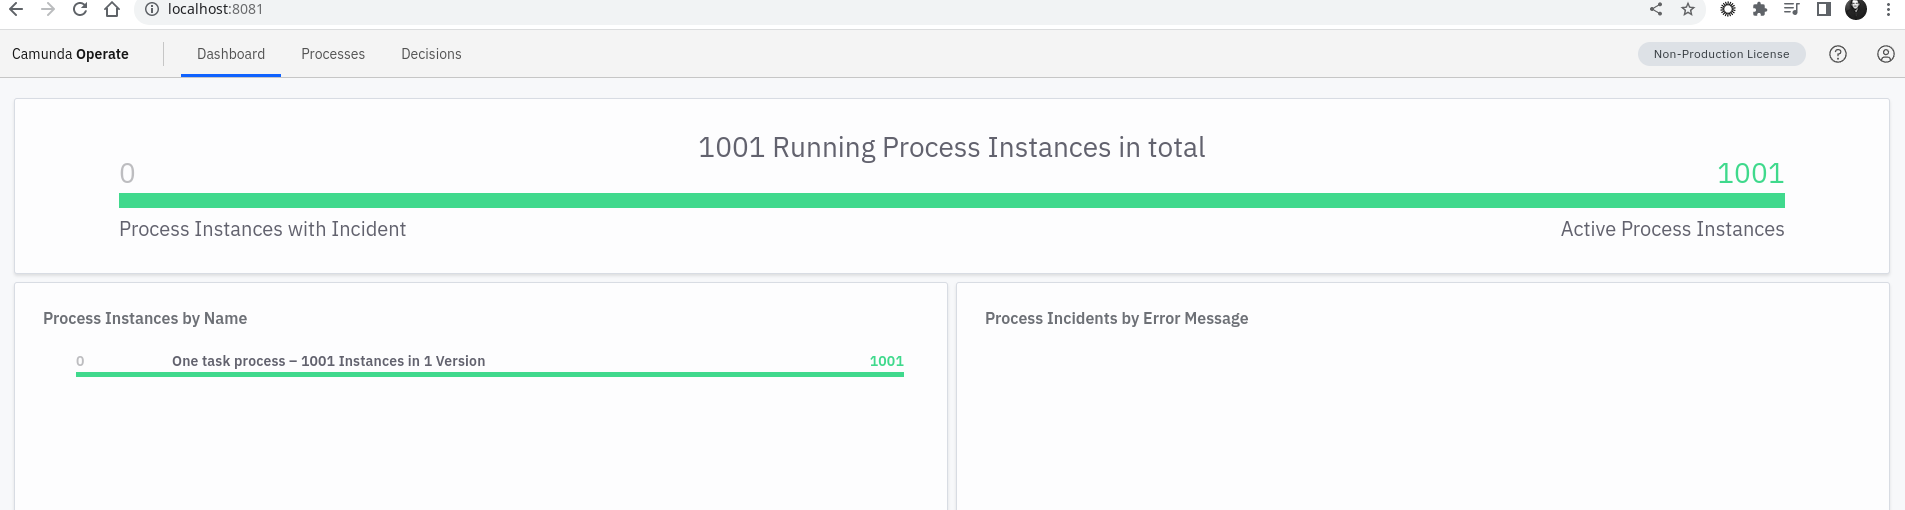 localhost:8081
Camunda Operate Dashboard Processes Decisions Non-Production License
1001 Running Process Instances in total
0 1001
Process Instances with Incident Active Process Instances
Process Instances by Name
0 One task process – 1001 Instances in 1 Version 1001
Process Incidents by Error Message